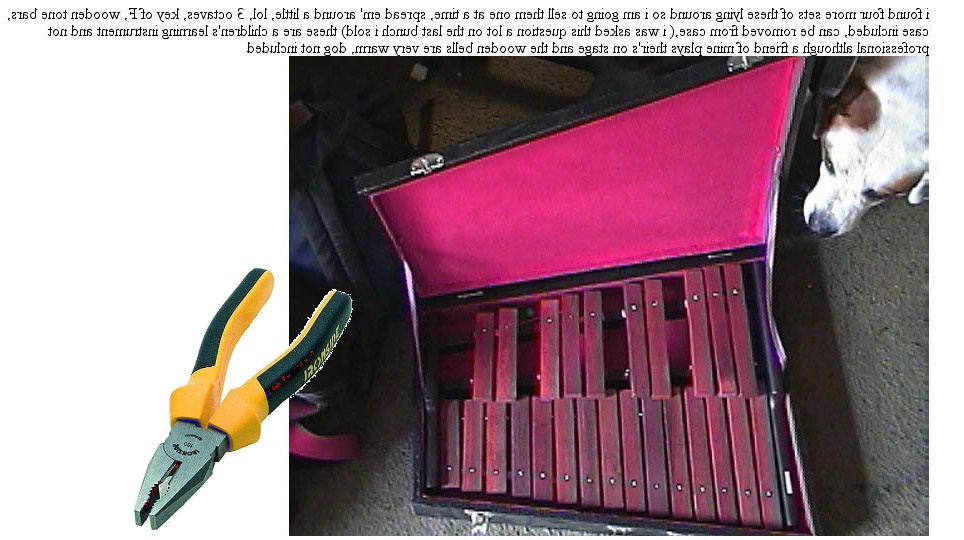 i found four more sets of these lying around so i am going to sell them one at a time, spread em' around a little, lol, 3 octaves, key of F, wooden tone bars,
case included, can be removed from case,( i was asked this question a lot on the last bunch i sold) these are a children's learning instrument and not
professional although a friend of mine plays their's on stage and the wooden bells are very warm, dog not included
IRONSIDE